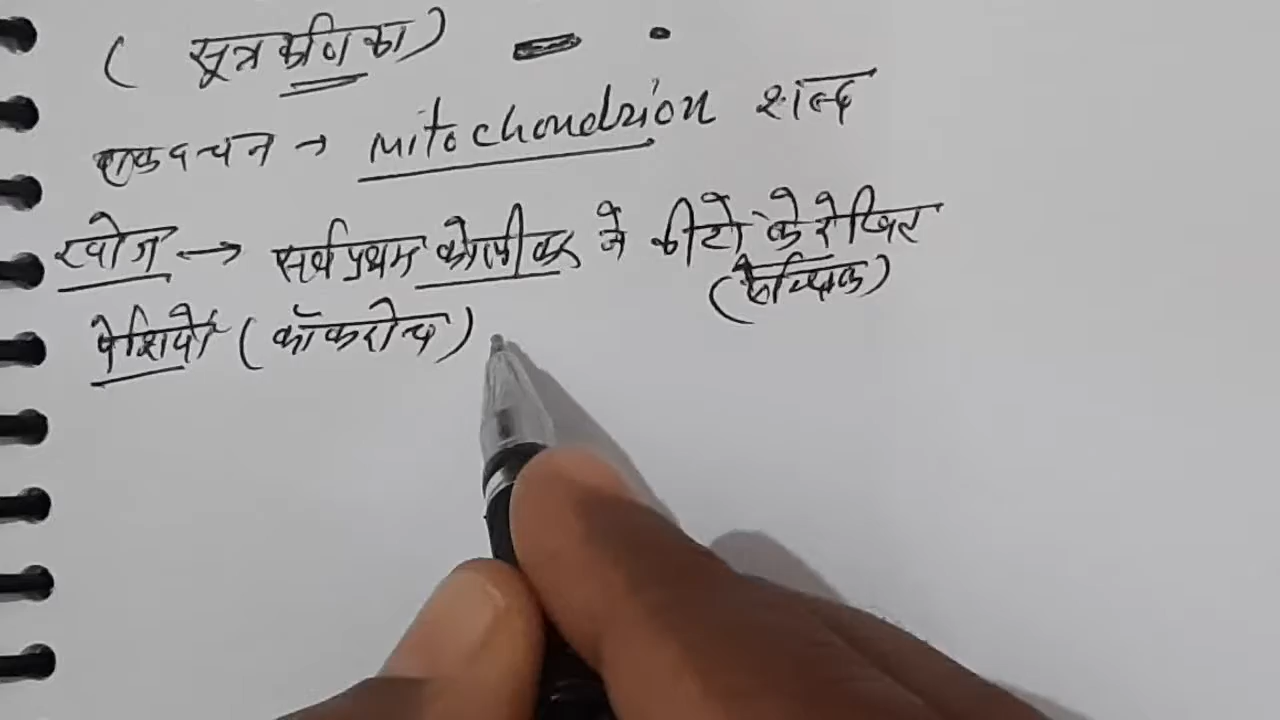 ( सूत्रकणिका )
एकवचन → Mitochondrion शब्द
खोज → सर्वप्रथम कोलीकर ने कीटो के रेखित
(ऐच्छिक)
पेशियों ( कॉकरोच )